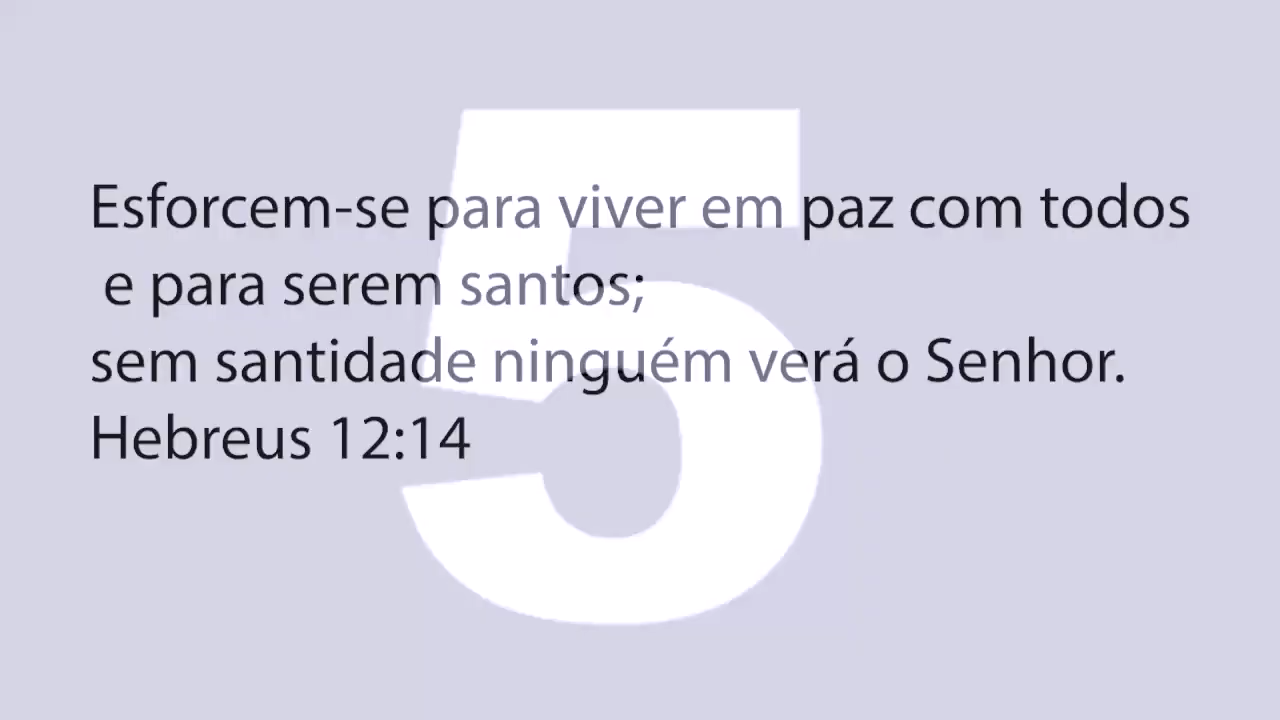 Esforcem-se para viver em paz com todos
e para serem santos;
sem santidade ninguém verá o Senhor.
Hebreus 12:14
5